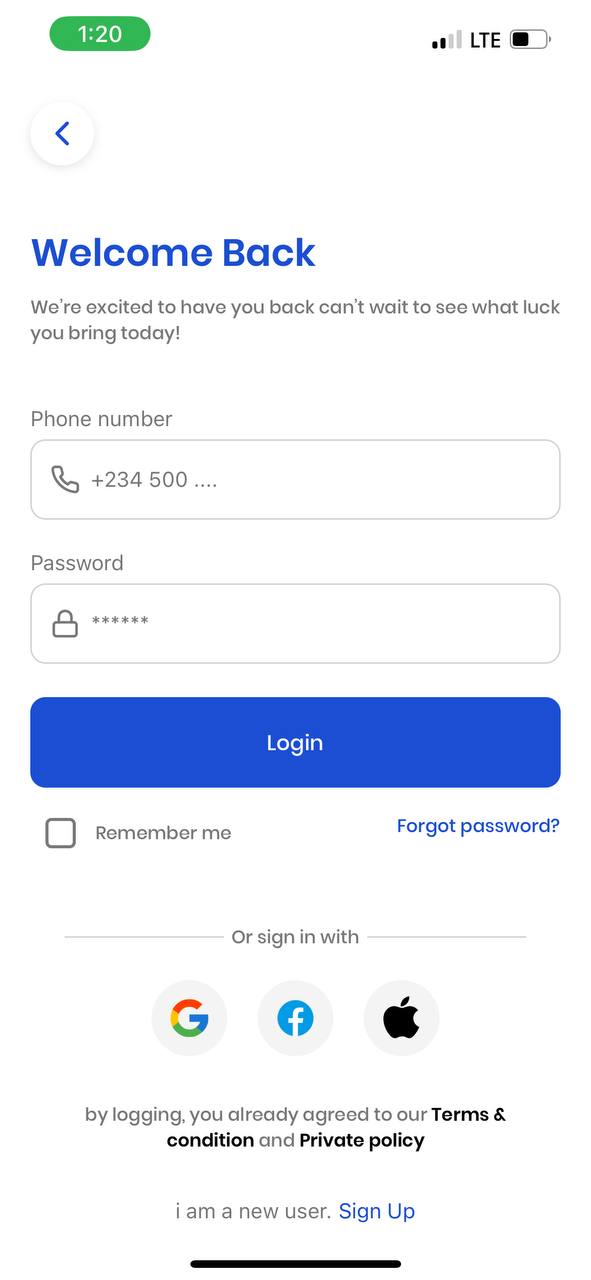 1:20
LTE
Welcome Back
We're excited to have you back can't wait to see what luck
you bring today!
Phone number
+234 500 ....
Password
******
Login
Remember me
Forgot password?
Or sign in with
by logging, you already agreed to our Terms &
condition and Private policy
i am a new user. Sign Up